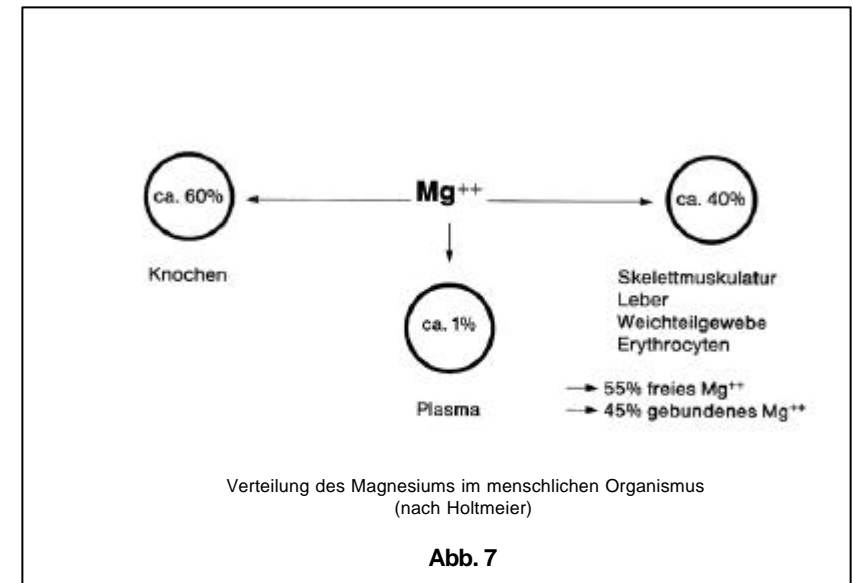 Mg++
ca. 60%
Knochen
ca. 1%
Plasma
ca. 40%
Skelettmuskulatur
Leber
Weichteilgewebe
Erythrocyten
→ 55% freies Mg++
→ 45% gebundenes Mg++
Verteilung des Magnesiums im menschlichen Organismus
(nach Holtmeier)
Abb. 7